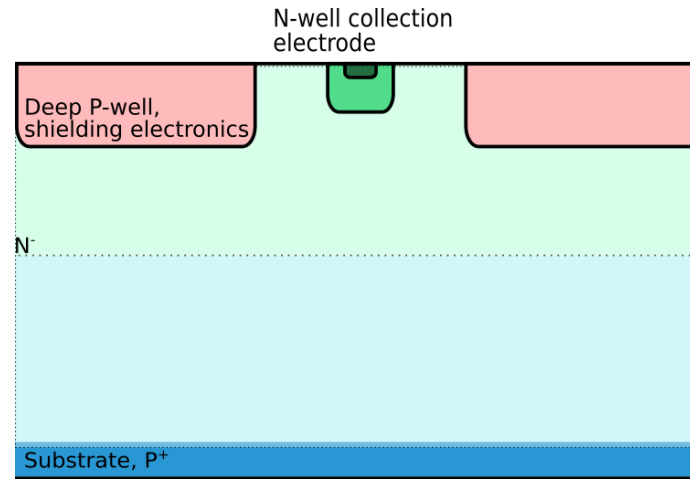 N-well collection
electrode
Deep P-well,
shielding electronics
N⁻
Substrate, P⁺